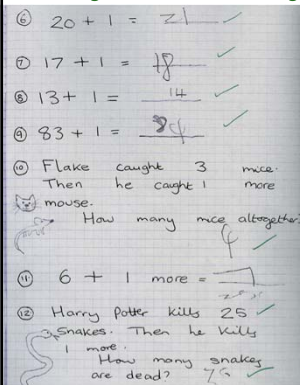 ⑥ 20 + 1 = 21
⑦ 17 + 1 = 18
⑧ 13 + 1 = 14
⑨ 83 + 1 = 84
⑩ Flake caught 3 mice.
Then he caught 1 more
mouse.
How many mice altogether?
4
⑪ 6 + 1 more = 7
⑫ Harry Potter kills 25
snakes. Then he kills
1 more.
How many snakes
are dead?